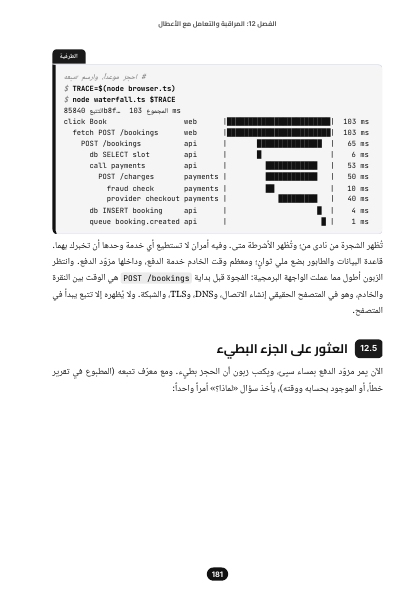 الفصل 12: المراقبة والتعامل مع الأعطال
الطرفية
# احجز موعداً، وارسم تتبعه
$ TRACE=$(node browser.ts)
$ node waterfall.ts $TRACE
85840 التتبع b8f… المجموع 103 ms
click Book web | | 103 ms
fetch POST /bookings web | | 103 ms
POST /bookings api | | 65 ms
db SELECT slot api | | 6 ms
call payments api | | 53 ms
POST /charges payments | | 50 ms
fraud check payments | | 10 ms
provider checkout payments | | 40 ms
db INSERT booking api | | 4 ms
queue booking.created api | | 1 ms
تُظهر الشجرة من نادى من؛ وتُظهر الأشرطة متى. وفيه أمران لا تستطيع أي خدمة وحدها أن تخبرك بهما.
قاعدة البيانات والطابور بضع ملي ثوانٍ؛ ومعظم وقت الخادم خدمة الدفع، وداخلها مزوّد الدفع. وانتظر
الزبون أطول مما عملت الواجهة البرمجية: الفجوة قبل بداية POST /bookings هي الوقت بين النقرة
والخادم، وهو في المتصفح الحقيقي إنشاء الاتصال، وDNS، وTLS، والشبكة. ولا يُظهره إلا تتبع يبدأ في
المتصفح.
12.5 العثور على الجزء البطيء
الآن يمر مزوّد الدفع بمساء سيئ، ويكتب زبون أن الحجز بطيء. ومع معرّف تتبعه (المطبوع في تقرير
خطأ، أو الموجود بحسابه ووقته)، يأخذ سؤال «لماذا؟» أمراً واحداً:
181